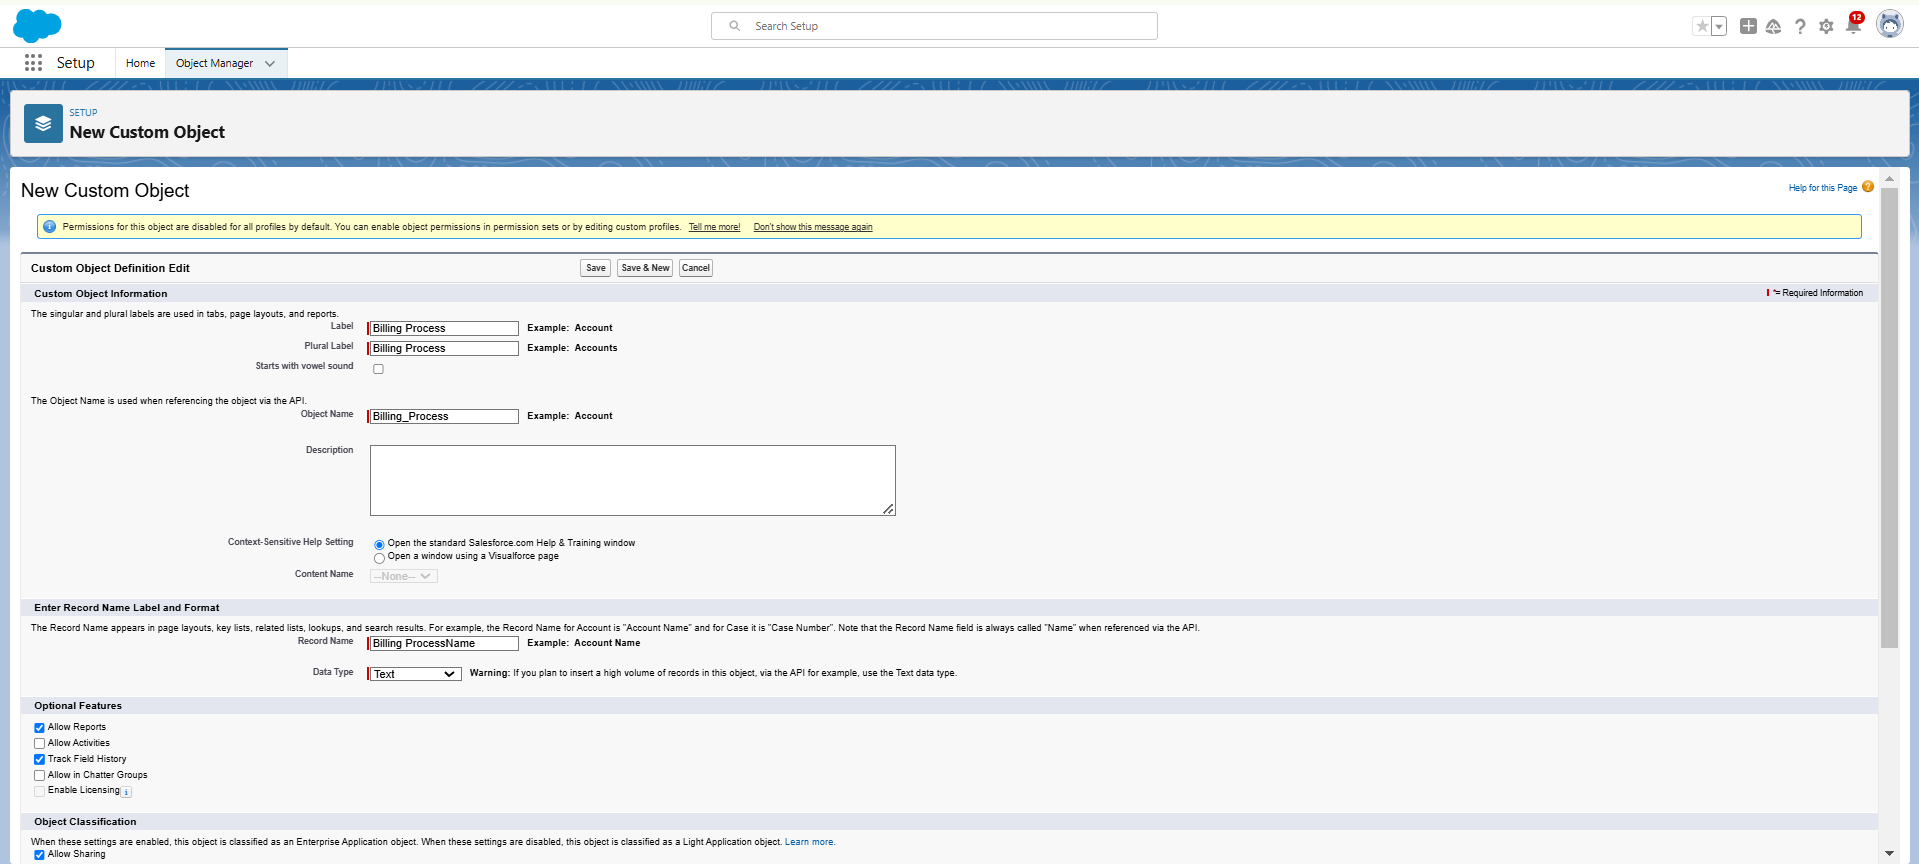 Search Setup
12
Setup
Home
Object Manager
SETUP
New Custom Object
New Custom Object
Help for this Page ?
Permissions for this object are disabled for all profiles by default. You can enable object permissions in permission sets or by editing custom profiles. Tell me more! Don't show this message again
Custom Object Definition Edit Save Save & New Cancel
Custom Object Information = Required Information
The singular and plural labels are used in tabs, page layouts, and reports.
Label Billing Process Example: Account
Plural Label Billing Process Example: Accounts
Starts with vowel sound
The Object Name is used when referencing the object via the API.
Object Name Billing_Process Example: Account
Description
Context-Sensitive Help Setting Open the standard Salesforce.com Help & Training window
Open a window using a Visualforce page
Content Name --None--
Enter Record Name Label and Format
The Record Name appears in page layouts, key lists, related lists, lookups, and search results. For example, the Record Name for Account is "Account Name" and for Case it is "Case Number". Note that the Record Name field is always called "Name" when referenced via the API.
Record Name Billing ProcessName Example: Account Name
Data Type Text Warning: If you plan to insert a high volume of records in this object, via the API for example, use the Text data type.
Optional Features
Allow Reports
Allow Activities
Track Field History
Allow in Chatter Groups
Enable Licensing i
Object Classification
When these settings are enabled, this object is classified as an Enterprise Application object. When these settings are disabled, this object is classified as a Light Application object. Learn more.
Allow Sharing